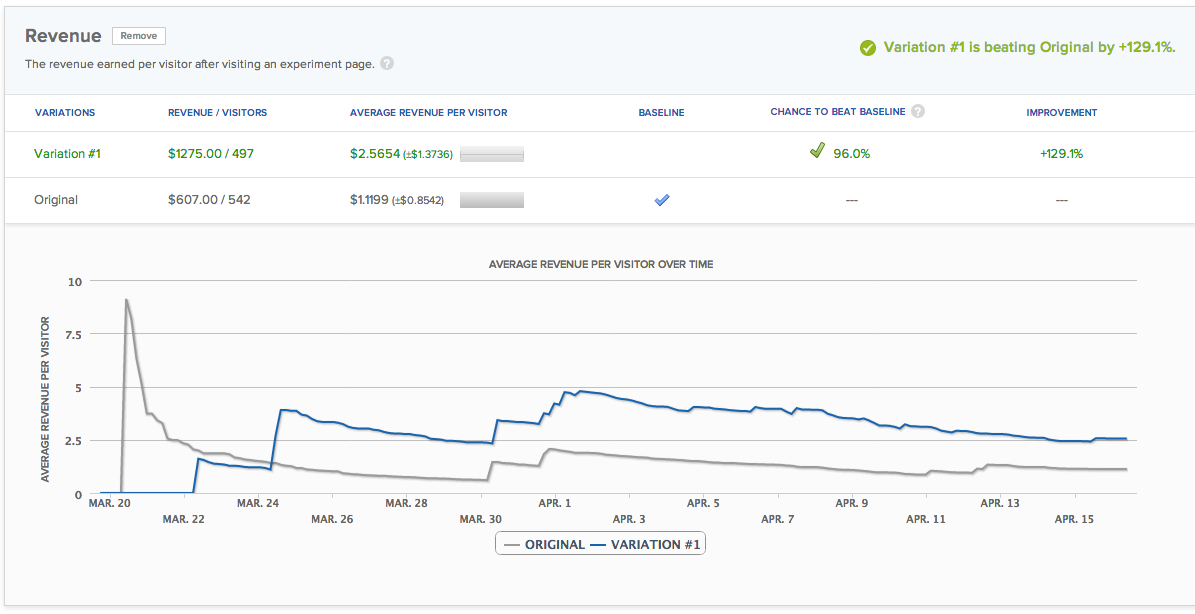 Revenue Remove
Variation #1 is beating Original by +129.1%.
The revenue earned per visitor after visiting an experiment page. ?
VARIATIONS REVENUE / VISITORS AVERAGE REVENUE PER VISITOR BASELINE CHANCE TO BEAT BASELINE ? IMPROVEMENT
Variation #1 $1275.00 / 497 $2.5654 (±$1.3736) 96.0% +129.1%
Original $607.00 / 542 $1.1199 (±$0.8542) --- ---
AVERAGE REVENUE PER VISITOR OVER TIME
AVERAGE REVENUE PER VISITOR
10
7.5
5
2.5
0
MAR. 20 MAR. 24 MAR. 28 APR. 1 APR. 5 APR. 9 APR. 13
MAR. 22 MAR. 26 MAR. 30 APR. 3 APR. 7 APR. 11 APR. 15
ORIGINAL VARIATION #1